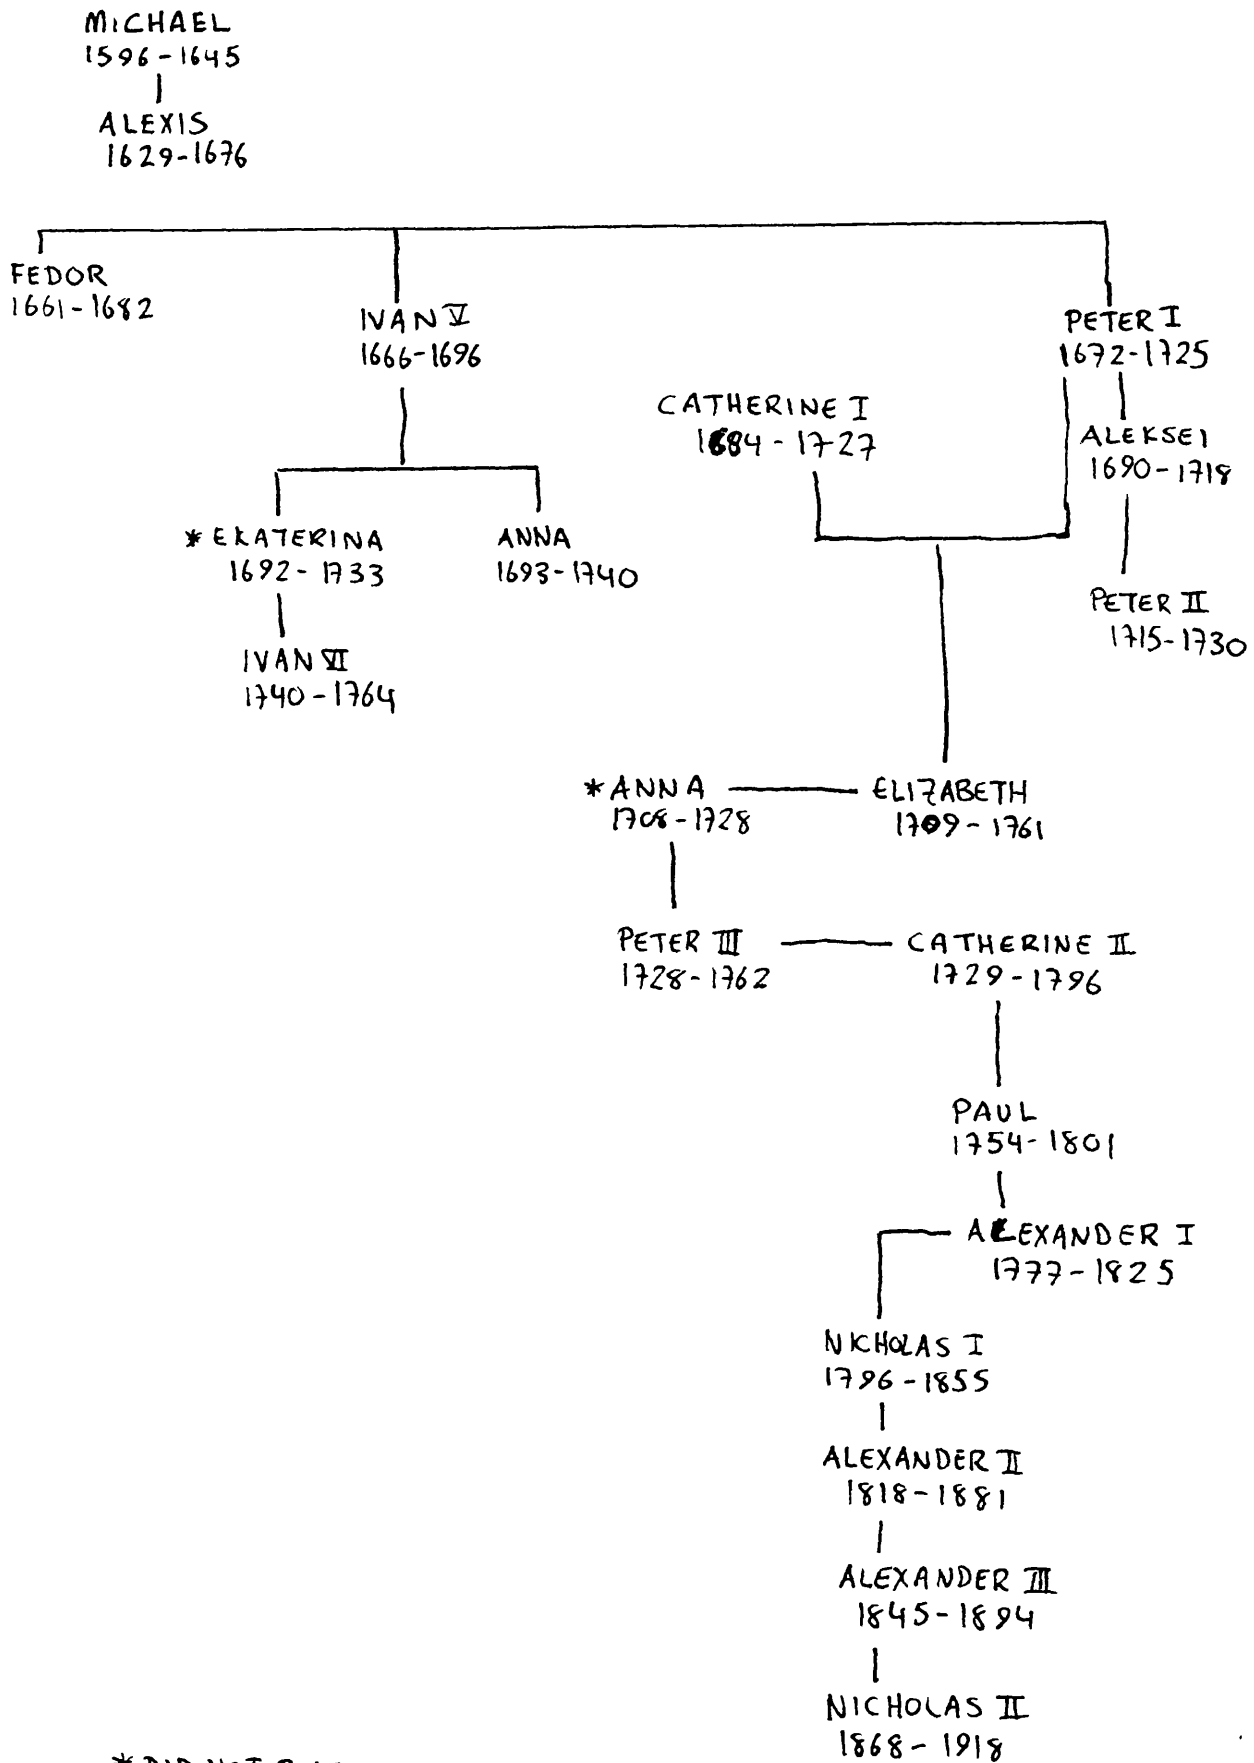 MICHAEL
1596-1645
ALEXIS
1629-1676
FEDOR
1661-1682
IVAN V
1666-1696
PETER I
1672-1725
CATHERINE I
1684-1727
ALEKSEI
1690-1718
*EKATERINA
1692-1733
ANNA
1693-1740
PETER II
1715-1730
IVAN VI
1740-1764
*ANNA
1708-1728
ELIZABETH
1709-1761
PETER III
1728-1762
CATHERINE II
1729-1796
PAUL
1754-1801
ALEXANDER I
1777-1825
NICHOLAS I
1796-1855
ALEXANDER II
1818-1881
ALEXANDER III
1845-1894
NICHOLAS II
1868-1918
*DID NOT